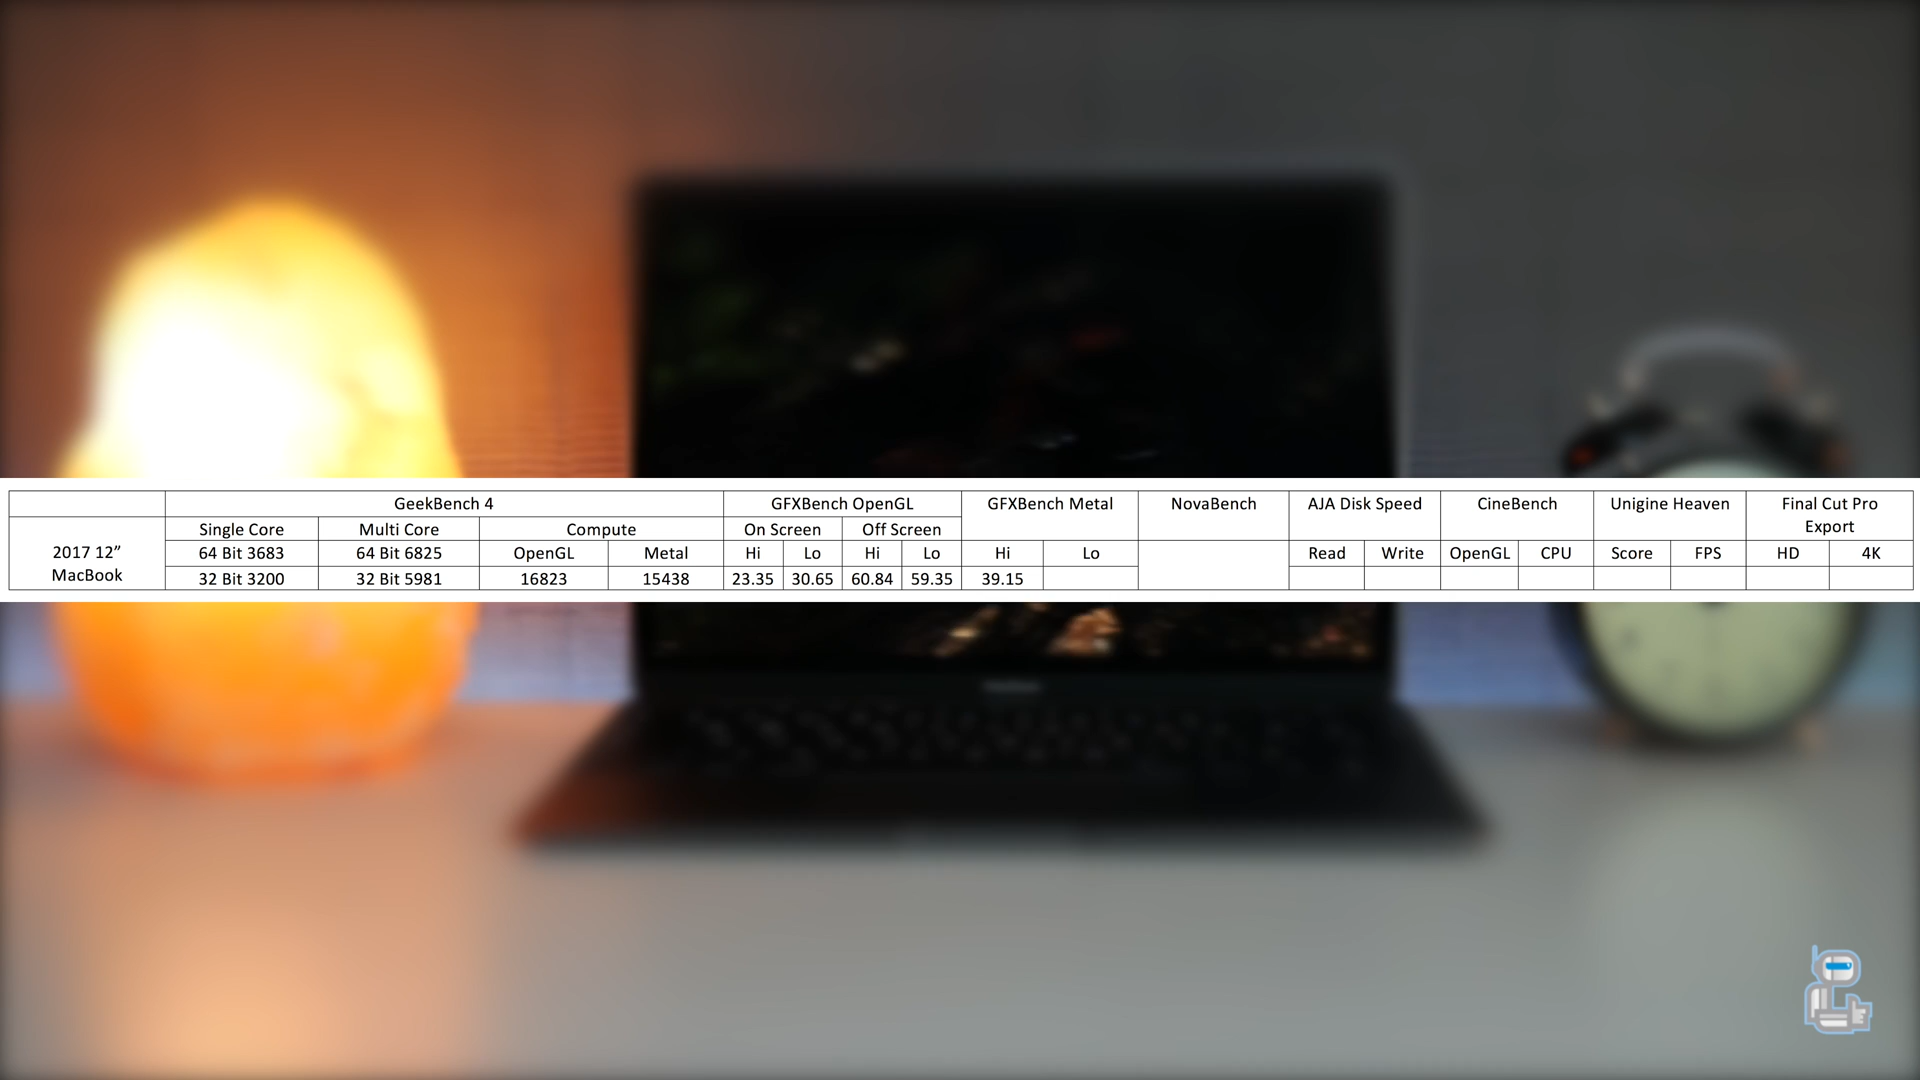 GeekBench 4 GFXBench OpenGL GFXBench Metal NovaBench AJA Disk Speed CineBench Unigine Heaven Final Cut Pro Export
Single Core Multi Core Compute On Screen Off Screen
2017 12” MacBook
64 Bit 3683 64 Bit 6825 OpenGL Metal Hi Lo Hi Lo Hi Lo Read Write OpenGL CPU Score FPS HD 4K
32 Bit 3200 32 Bit 5981 16823 15438 23.35 30.65 60.84 59.35 39.15